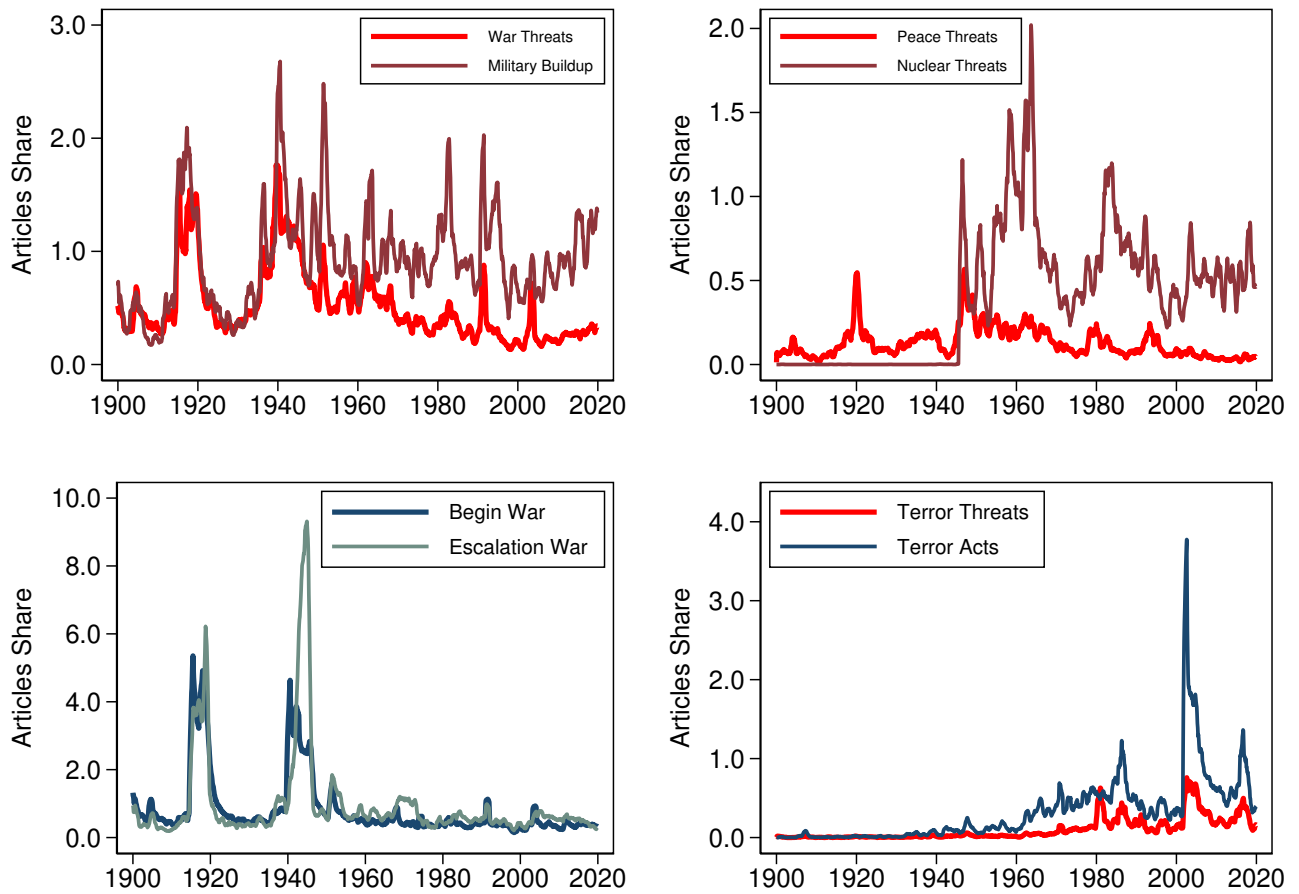 Articles Share
3.0
2.0
1.0
0.0
War Threats
Military Buildup
1900 1920 1940 1960 1980 2000 2020
Articles Share
2.0
1.5
1.0
0.5
0.0
Peace Threats
Nuclear Threats
1900 1920 1940 1960 1980 2000 2020
Articles Share
10.0
8.0
6.0
4.0
2.0
0.0
Begin War
Escalation War
1900 1920 1940 1960 1980 2000 2020
Articles Share
4.0
3.0
2.0
1.0
0.0
Terror Threats
Terror Acts
1900 1920 1940 1960 1980 2000 2020